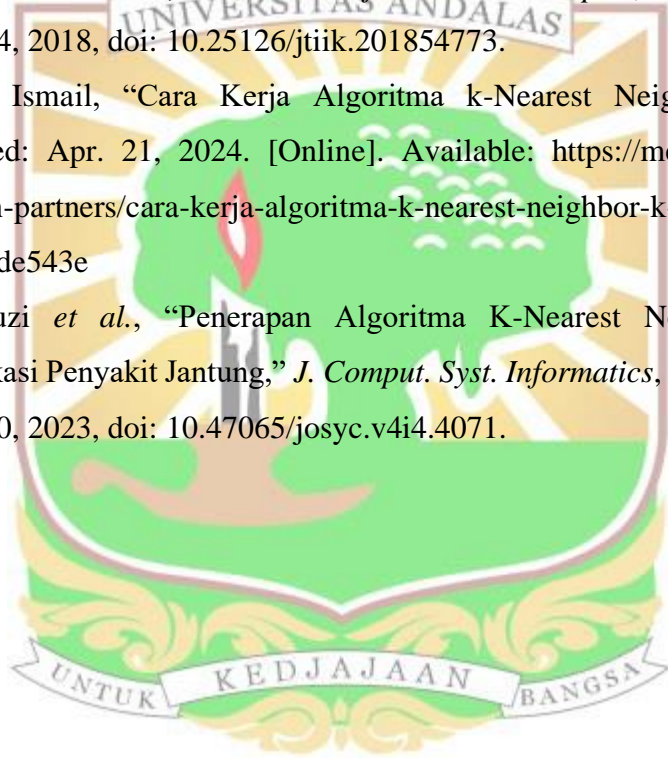 UNIVERSITAS ANDALAS
4, 2018, doi: 10.25126/jtiik.201854773.
Ismail, “Cara Kerja Algoritma k-Nearest Neig
ed: Apr. 21, 2024. [Online]. Available: https://me
-partners/cara-kerja-algoritma-k-nearest-neighbor-k
de543e
uzi et al., “Penerapan Algoritma K-Nearest N
kasi Penyakit Jantung,” J. Comput. Syst. Informatics,
0, 2023, doi: 10.47065/josyc.v4i4.4071.
UNTUK KEDJAJAAN BANGSA